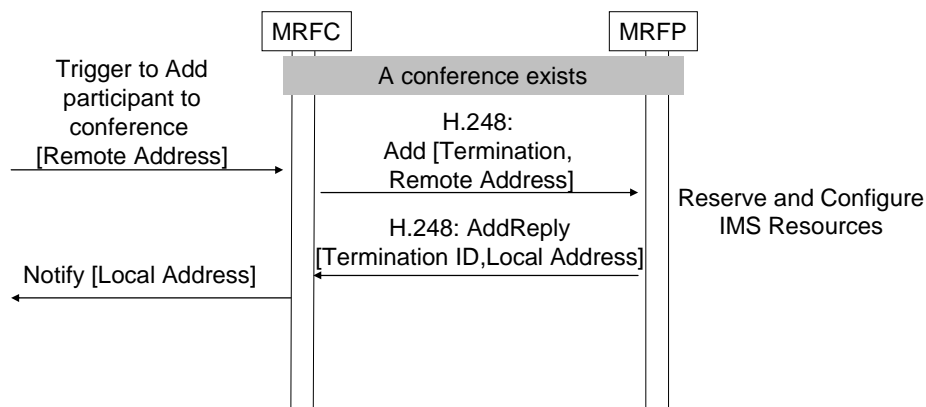 MRFC
MRFP
A conference exists
Trigger to Add
participant to
conference
[Remote Address]
H.248:
Add [Termination,
Remote Address]
Reserve and Configure
IMS Resources
H.248: AddReply
[Termination ID,Local Address]
Notify [Local Address]